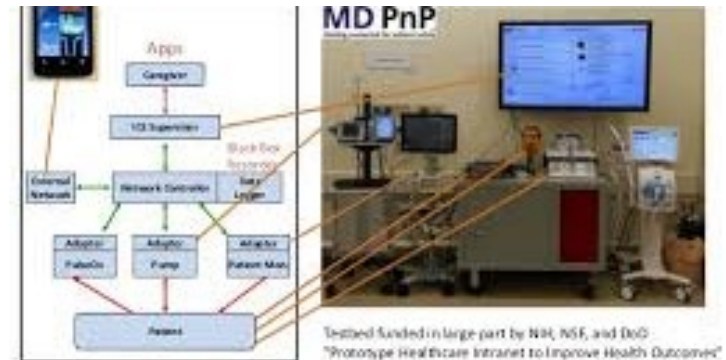 MD PnP
Apps
Caregiver
ICE Supervisor
Black Box
Recorder
External
Network
Network Controller
Data
Logger
Adaptor
Adaptor
Adaptor
PulseOx
Pump
Patient Mon.
Patient
Testbed funded in large part by NIH, NSF, and DoD
"Prototype Healthcare Intranet to Improve Health Outcomes"